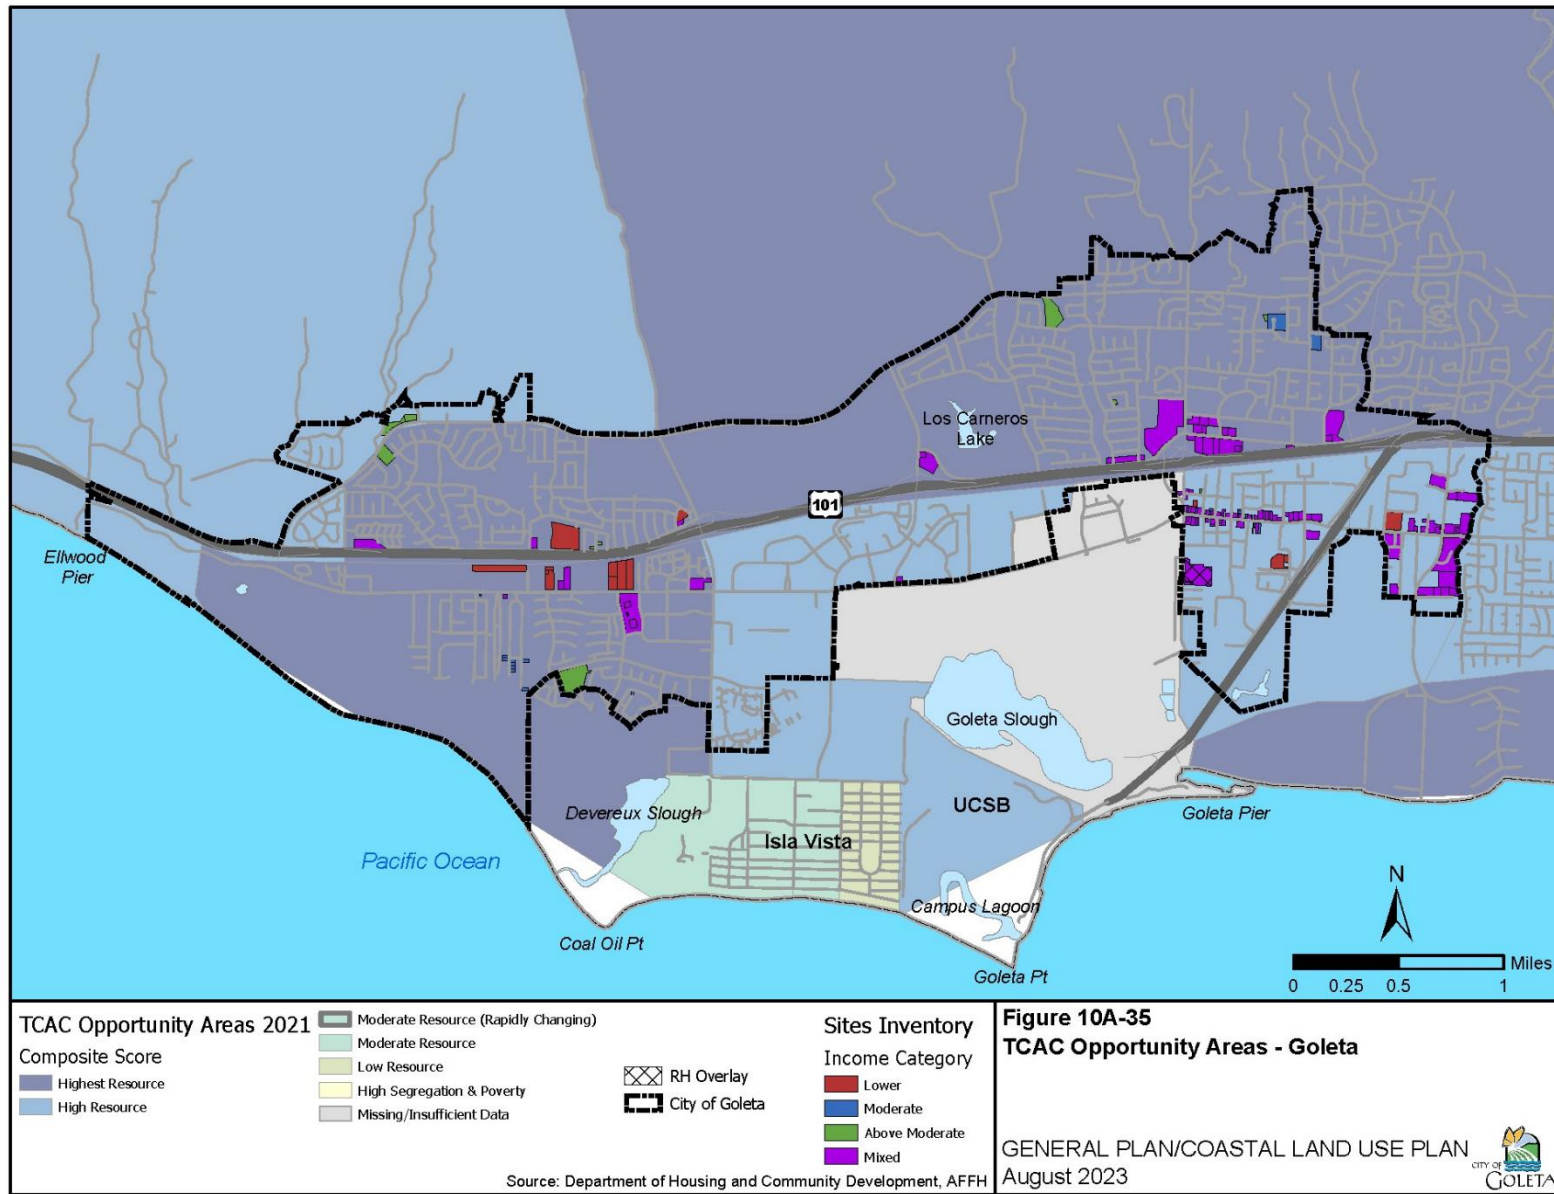 Los Carneros
Lake
101
Ellwood
Pier
Goleta Slough
Devereux Slough
UCSB
Goleta Pier
Isla Vista
Pacific Ocean
Campus Lagoon
Coal Oil Pt
Goleta Pt
N
Miles
0 0.25 0.5 1
TCAC Opportunity Areas 2021
Composite Score
Highest Resource
High Resource
Moderate Resource (Rapidly Changing)
Moderate Resource
Low Resource
High Segregation & Poverty
Missing/Insufficient Data
RH Overlay
City of Goleta
Sites Inventory
Income Category
Lower
Moderate
Above Moderate
Mixed
Source: Department of Housing and Community Development, AFFH
Figure 10A-35
TCAC Opportunity Areas - Goleta
GENERAL PLAN/COASTAL LAND USE PLAN
August 2023
CITY OF
GOLETA